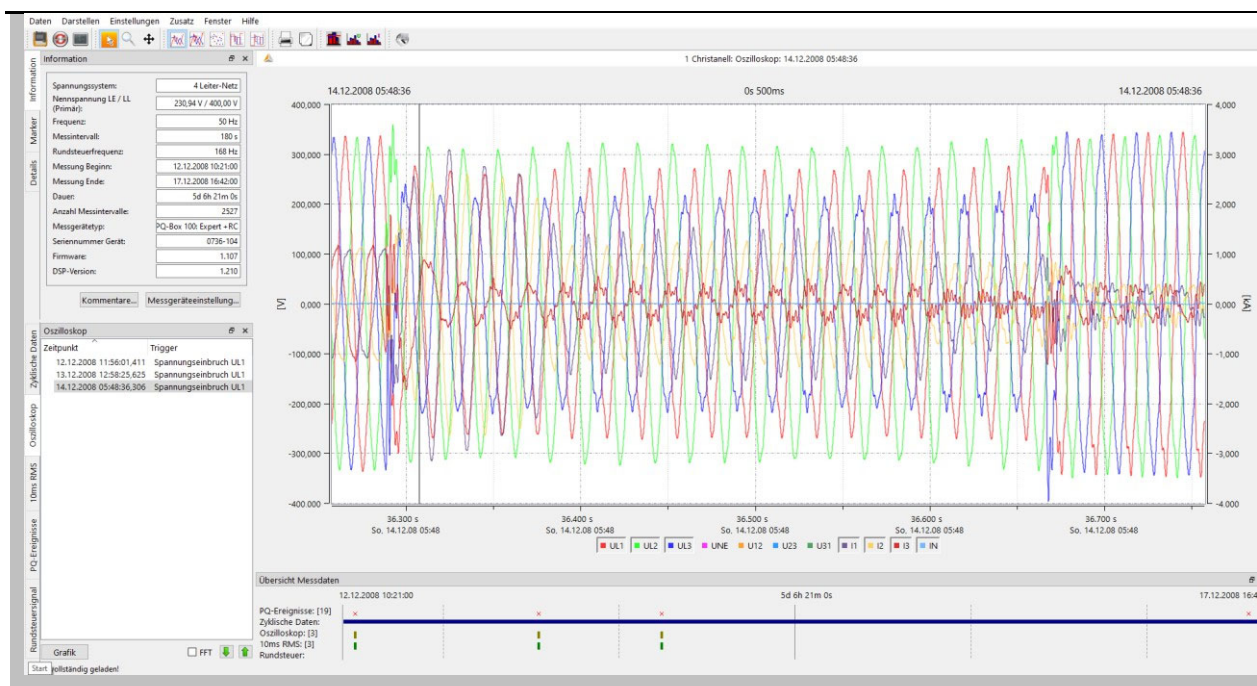 Daten Darstellen Einstellungen Zusatz Fenster Hilfe
Information
Marker
Details
Zyklische Daten
Oszilloskop
10ms RMS
PQ-Ereignisse
Rundsteuersignal
Information
Spannungssystem: 4 Leiter-Netz
Nennspannung LE / LL (Primär): 230,94 V / 400,00 V
Frequenz: 50 Hz
Messintervall: 180 s
Rundsteuerfrequenz: 168 Hz
Messung Beginn: 12.12.2008 10:21:00
Messung Ende: 17.12.2008 16:42:00
Dauer: 5d 6h 21m 0s
Anzahl Messintervalle: 2527
Messgerätetyp: PQ-Box 100: Expert +RC
Seriennummer Gerät: 0736-104
Firmware: 1.107
DSP-Version: 1.210
Kommentare... Messgeräteeinstellung...
Oszilloskop
Zeitpunkt Trigger
12.12.2008 11:56:01,411 Spannungseinbruch UL1
13.12.2008 12:58:25,625 Spannungseinbruch UL1
14.12.2008 05:48:36,306 Spannungseinbruch UL1
Grafik FFT
Start vollständig geladen!
1 Christanell: Oszilloskop: 14.12.2008 05:48:36
14.12.2008 05:48:36 0s 500ms 14.12.2008 05:48:36
400,000 4,000
300,000 3,000
200,000 2,000
100,000 1,000
[V] 0,000 0,000 [kA]
-100,000 -1,000
-200,000 -2,000
-300,000 -3,000
-400,000 -4,000
36.300 s 36.400 s 36.500 s 36.600 s 36.700 s
So. 14.12.08 05:48 So. 14.12.08 05:48 So. 14.12.08 05:48 So. 14.12.08 05:48 So. 14.12.08 05:48
UL1 UL2 UL3 UNE U12 U23 U31 I1 I2 I3 IN
Übersicht Messdaten
12.12.2008 10:21:00 5d 6h 21m 0s 17.12.2008 16:4
PQ-Ereignisse: [19]
Zyklische Daten:
Oszilloskop: [3]
10ms RMS: [3]
Rundsteuer: